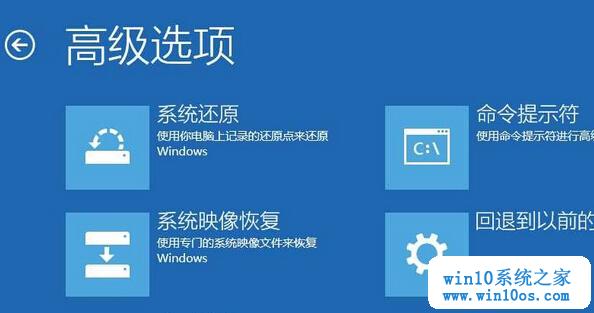 高级选项
系统还原
使用你电脑上记录的还原点来还原
Windows
命令提示符
使用命令提示符进行高级
C:\
系统映像恢复
使用专门的系统映像文件来恢复
Windows
回退到以前的
win10系统之家
www.win10os.com